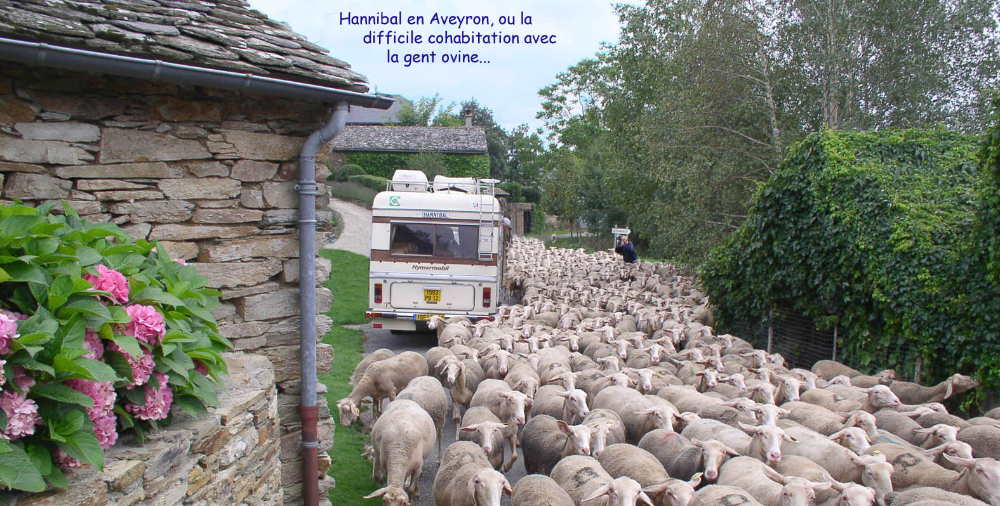 Hannibal en Aveyron, ou la
difficile cohabitation avec
la gent ovine...
HANNIBAL
Hymermobil
1553
PB 12